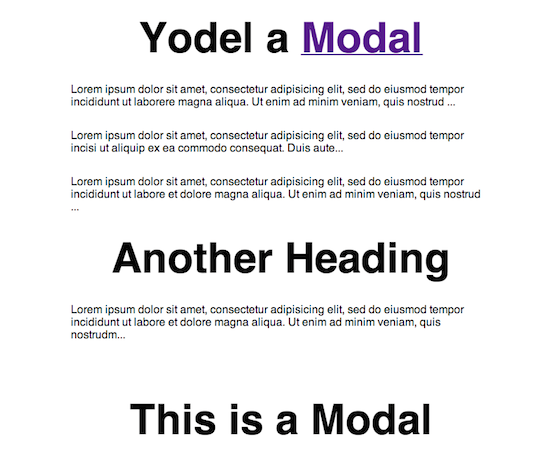 Yodel a Modal
Lorem ipsum dolor sit amet, consectetur adipisicing elit, sed do eiusmod tempor
incididunt ut laborere magna aliqua. Ut enim ad minim veniam, quis nostrud ...
Lorem ipsum dolor sit amet, consectetur adipisicing elit, sed do eiusmod tempor
incisi ut aliquip ex ea commodo consequat. Duis aute...
Lorem ipsum dolor sit amet, consectetur adipisicing elit, sed do eiusmod tempor
incididunt ut labore et dolore magna aliqua. Ut enim ad minim veniam, quis nostrud
...
Another Heading
Lorem ipsum dolor sit amet, consectetur adipisicing elit, sed do eiusmod tempor
incididunt ut labore et dolore magna aliqua. Ut enim ad minim veniam, quis
nostrudm...
This is a Modal